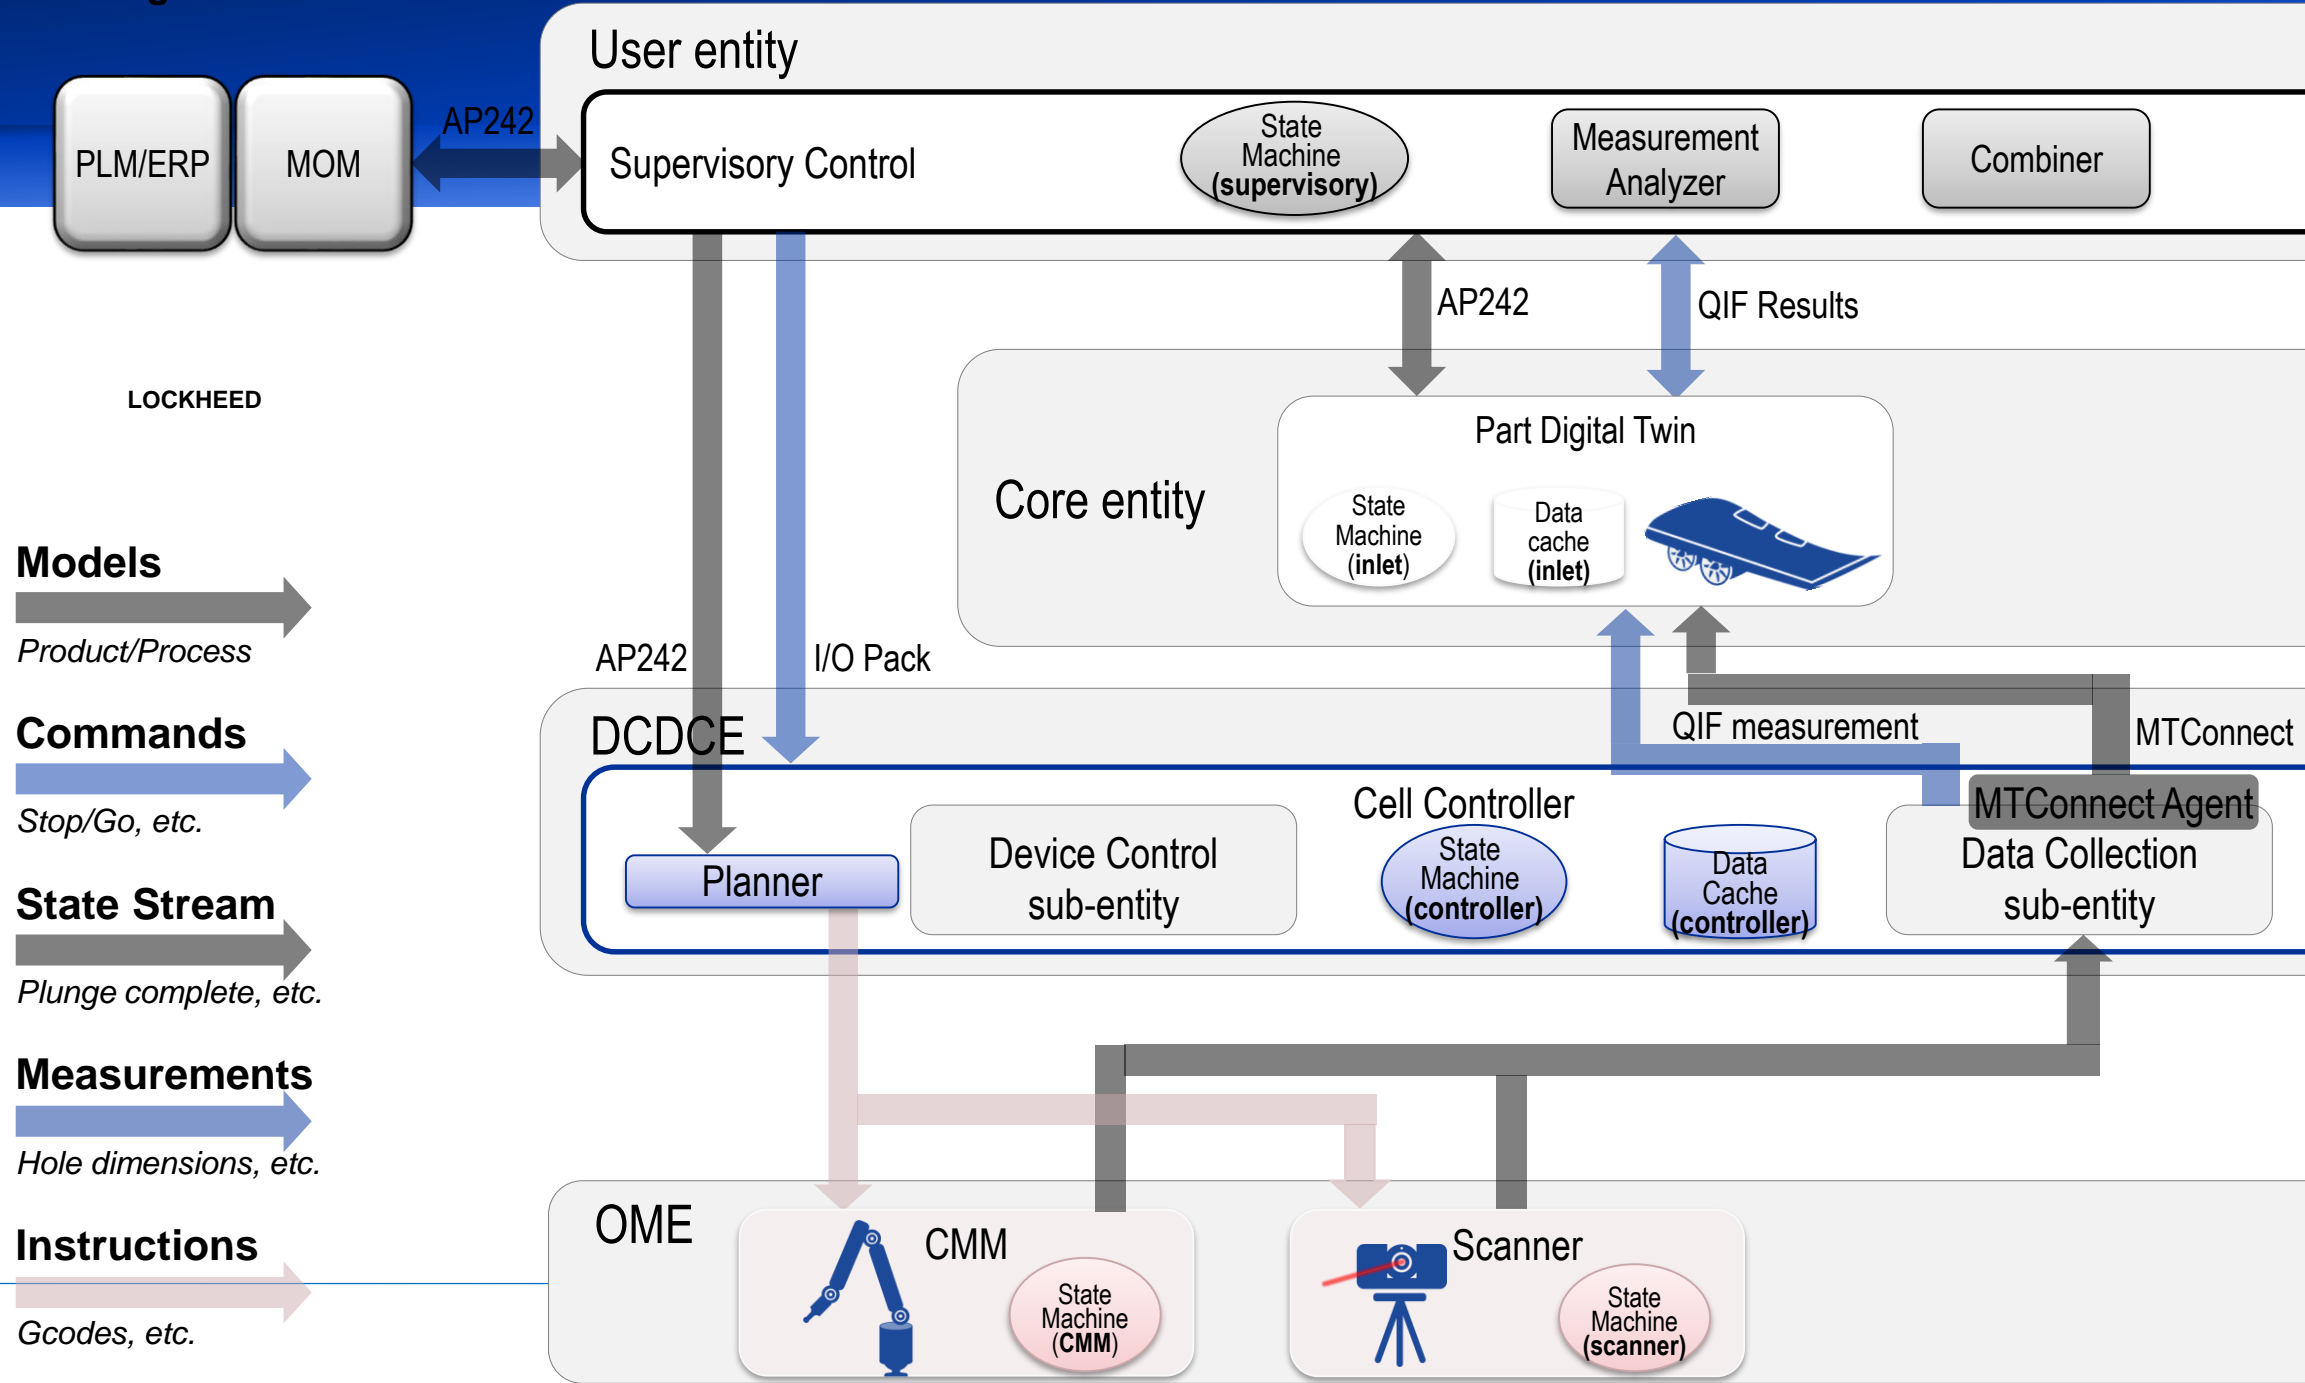 User entity
PLM/ERP
MOM
AP242
Supervisory Control
State
Machine
(supervisory)
Measurement
Analyzer
Combiner
AP242
QIF Results
LOCKHEED
Part Digital Twin
Core entity
State
Machine
(inlet)
Data
cache
(inlet)
Models
Product/Process
AP242
I/O Pack
Commands
Stop/Go, etc.
DCDCE
QIF measurement
MTConnect
Cell Controller
MTConnect Agent
Planner
Device Control
sub-entity
State
Machine
(controller)
Data
Cache
(controller)
Data Collection
sub-entity
State Stream
Plunge complete, etc.
Measurements
Hole dimensions, etc.
Instructions
Gcodes, etc.
OME
CMM
State
Machine
(CMM)
Scanner
State
Machine
(scanner)